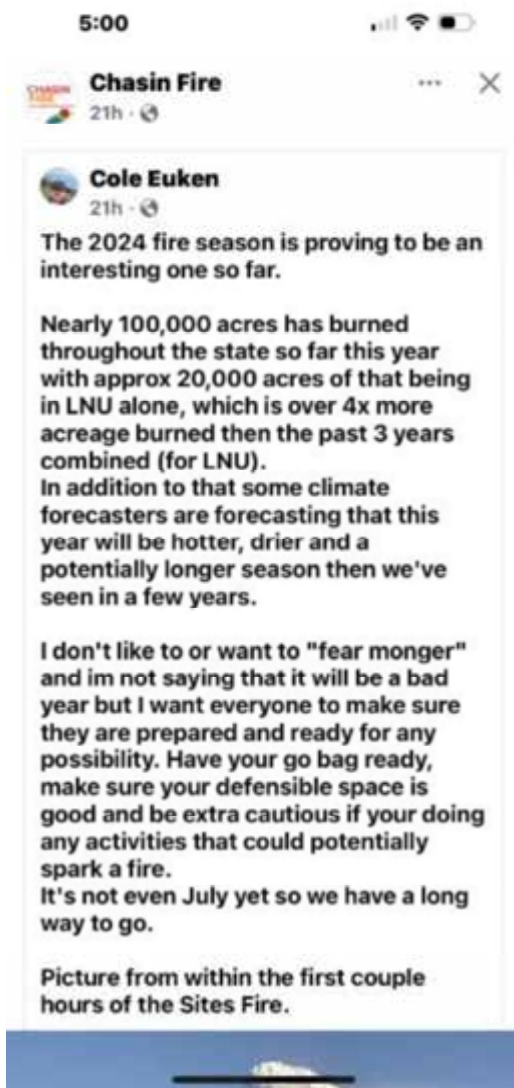 5:00
Chasin Fire
21h
Cole Euken
21h
The 2024 fire season is proving to be an
interesting one so far.
Nearly 100,000 acres has burned
throughout the state so far this year
with approx 20,000 acres of that being
in LNU alone, which is over 4x more
acreage burned then the past 3 years
combined (for LNU).
In addition to that some climate
forecasters are forecasting that this
year will be hotter, drier and a
potentially longer season then we've
seen in a few years.
I don't like to or want to "fear monger"
and im not saying that it will be a bad
year but I want everyone to make sure
they are prepared and ready for any
possibility. Have your go bag ready,
make sure your defensible space is
good and be extra cautious if your doing
any activities that could potentially
spark a fire.
It's not even July yet so we have a long
way to go.
Picture from within the first couple
hours of the Sites Fire.